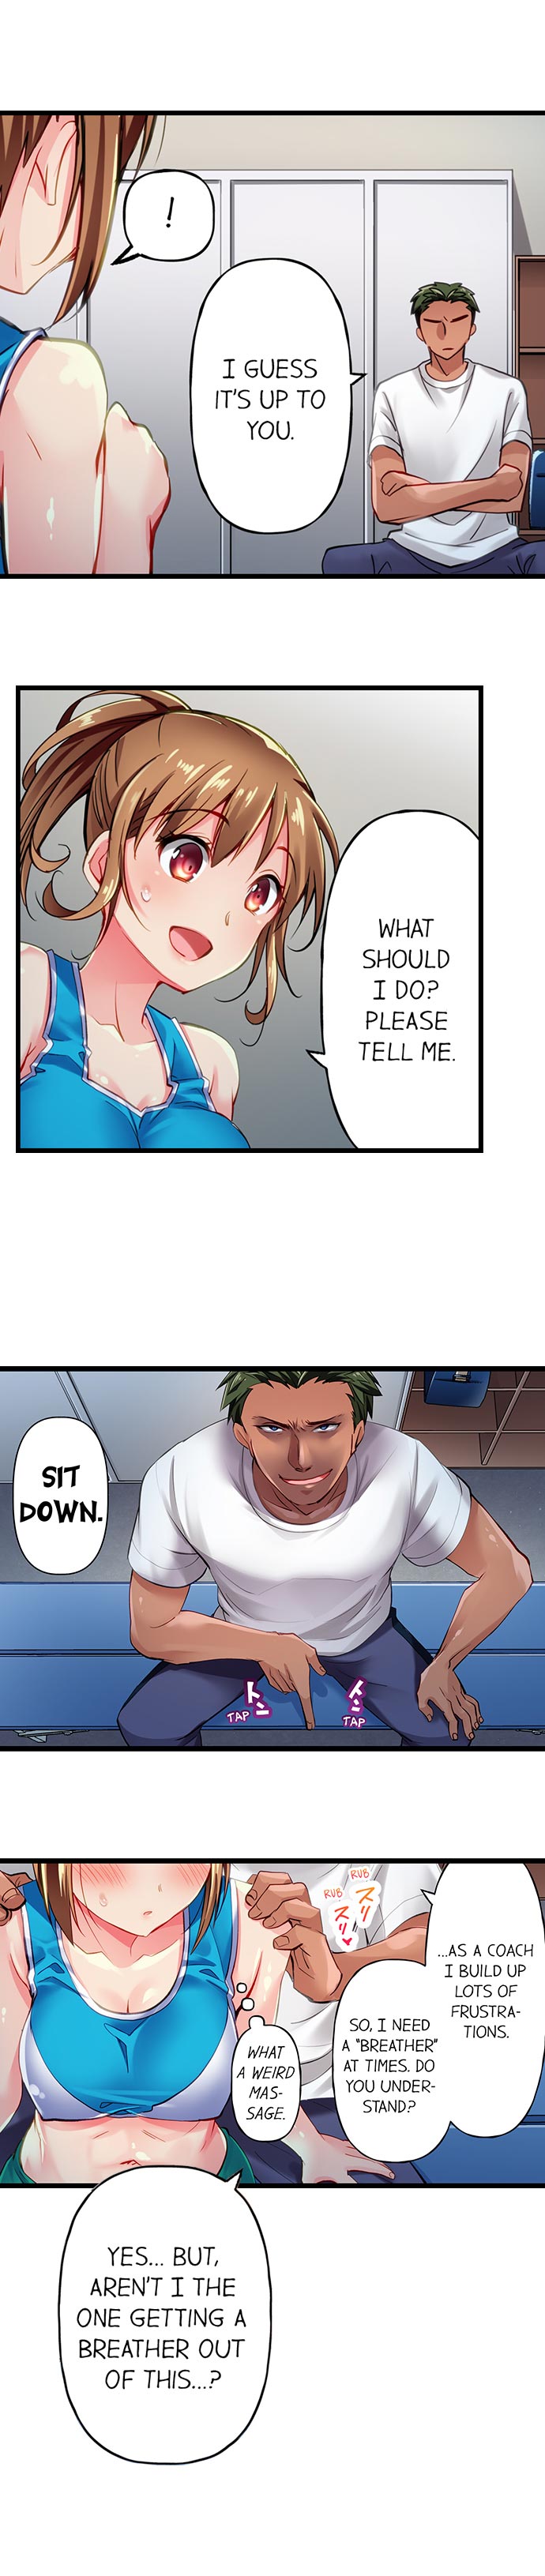 !
I GUESS
IT'S UP TO
YOU.
WHAT
SHOULD
I DO?
PLEASE
TELL ME.
SIT
DOWN.
トン
TAP
トン
TAP
RUB
スリ
RUB
スリ♥
...AS A COACH
I BUILD UP
LOTS OF
FRUSTRA-
TIONS.
SO, I NEED
A "BREATHER"
AT TIMES. DO
YOU UNDER-
STAND?
WHAT
A WEIRD
MAS-
SAGE.
YES... BUT,
AREN'T I THE
ONE GETTING A
BREATHER OUT
OF THIS...?